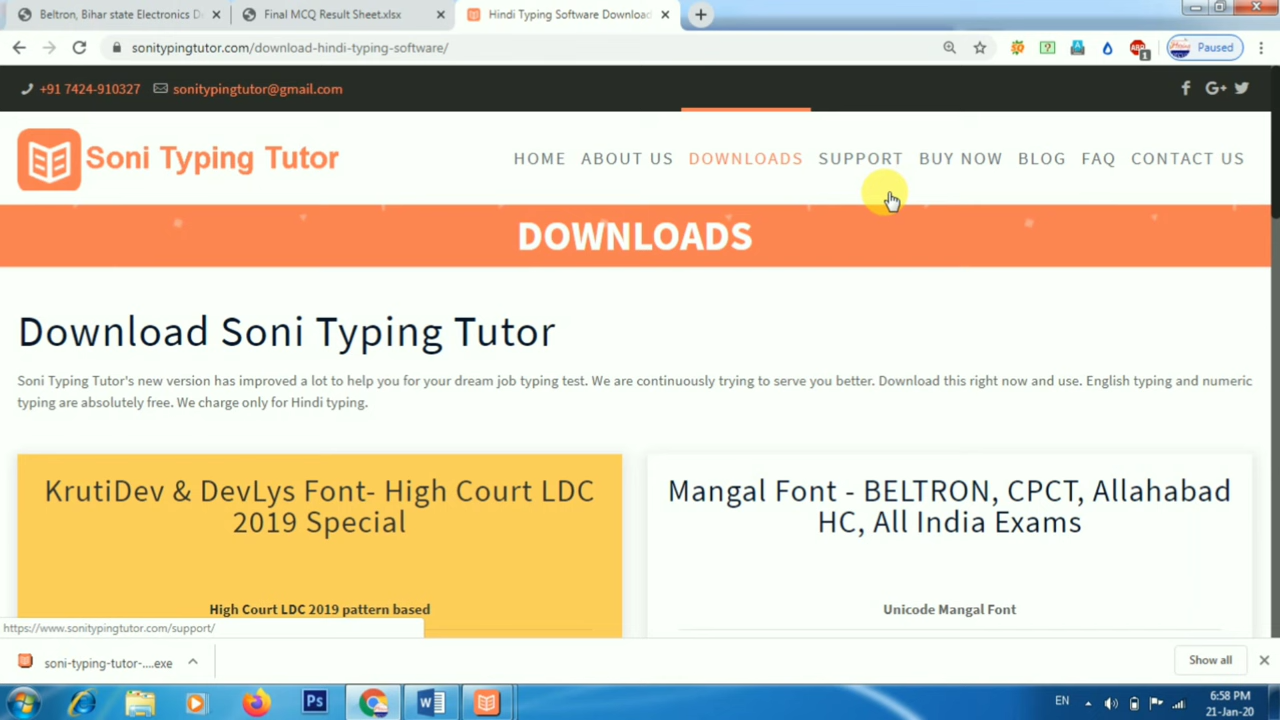 Beltron, Bihar state Electronics D
Final MCQ Result Sheet.xlsx
Hindi Typing Software Download
sonitypingtutor.com/download-hindi-typing-software/
1
Paused
+91 7424-910327
sonitypingtutor@gmail.com
Soni Typing Tutor
HOME
ABOUT US
DOWNLOADS
SUPPORT
BUY NOW
BLOG
FAQ
CONTACT US
DOWNLOADS
Download Soni Typing Tutor
Soni Typing Tutor's new version has improved a lot to help you for your dream job typing test. We are continuously trying to serve you better. Download this right now and use. English typing and numeric
typing are absolutely free. We charge only for Hindi typing.
KrutiDev & DevLys Font- High Court LDC
2019 Special
High Court LDC 2019 pattern based
Mangal Font - BELTRON, CPCT, Allahabad
HC, All India Exams
Unicode Mangal Font
https://www.sonitypingtutor.com/support/
soni-typing-tutor-....exe
Show all
Ps
EN
6:58 PM
21-Jan-20